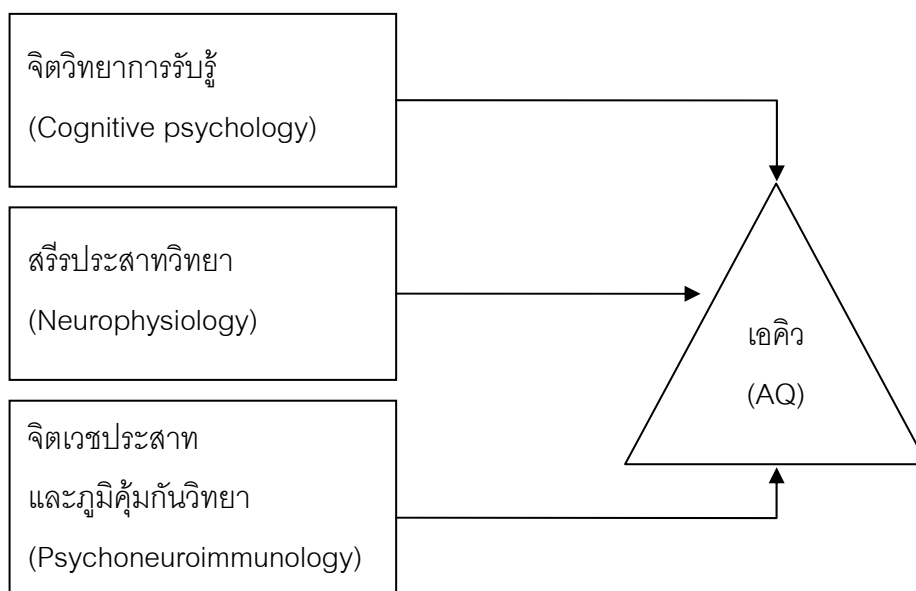 จิตวิทยาการรับรู้
(Cognitive psychology)
สรีรประสาทวิทยา
(Neurophysiology)
เอคิว
(AQ)
จิตเวชประสาท
และภูมิคุ้มกันวิทยา
(Psychoneuroimmunology)